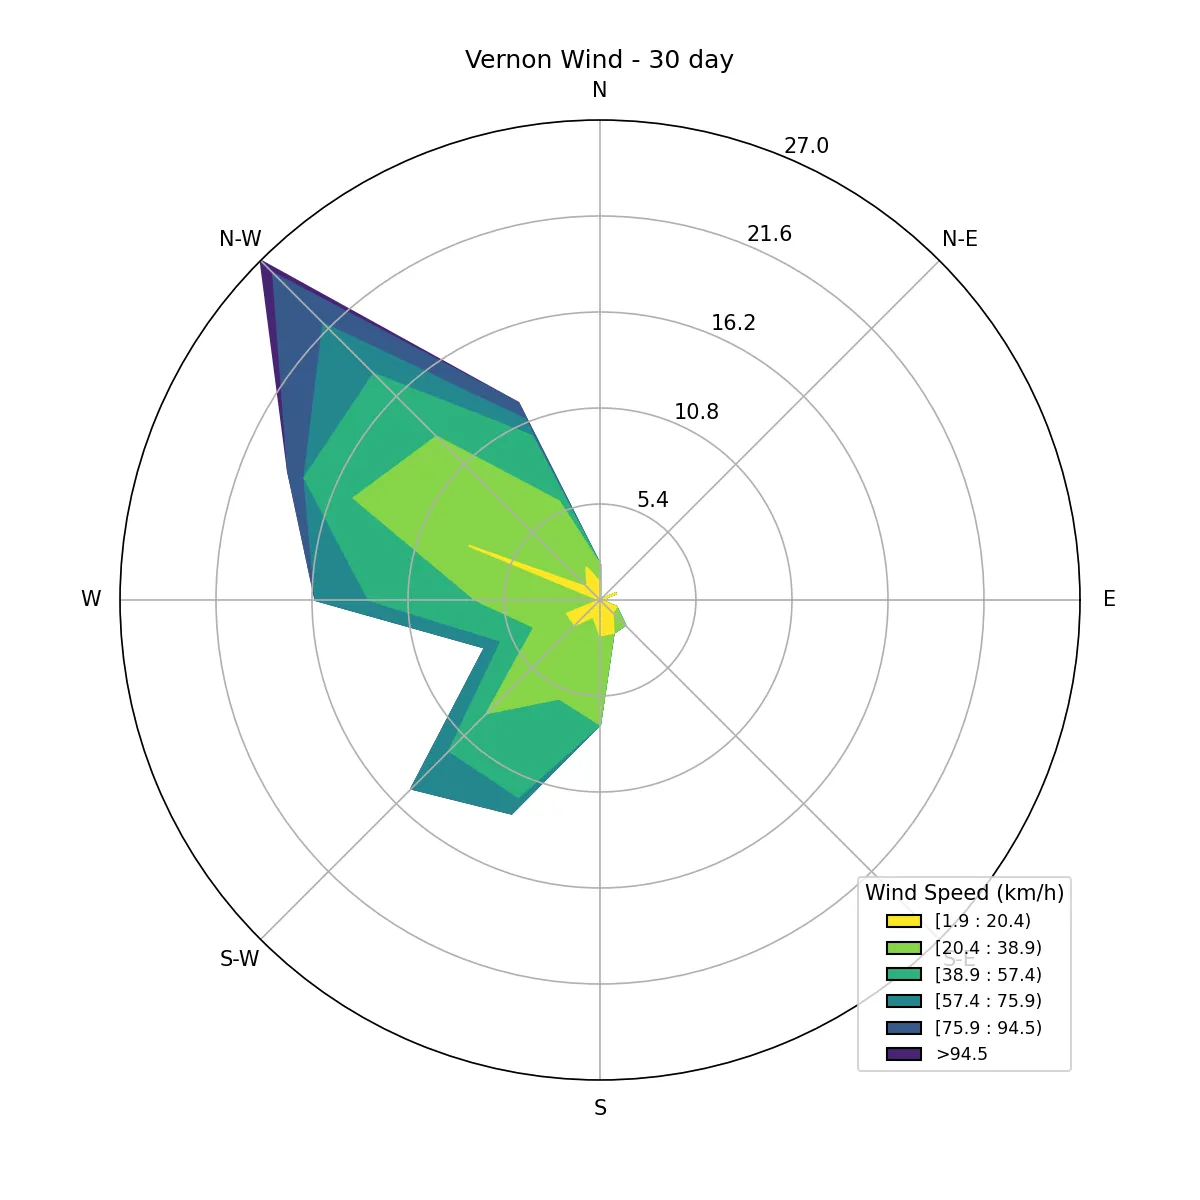 Vernon Wind - 30 day
N
27.0
N-W
N-E
21.6
16.2
10.8
5.4
W
E
S-W
S-E
S
Wind Speed (km/h)
[1.9 : 20.4)
[20.4 : 38.9)
[38.9 : 57.4)
[57.4 : 75.9)
[75.9 : 94.5)
>94.5